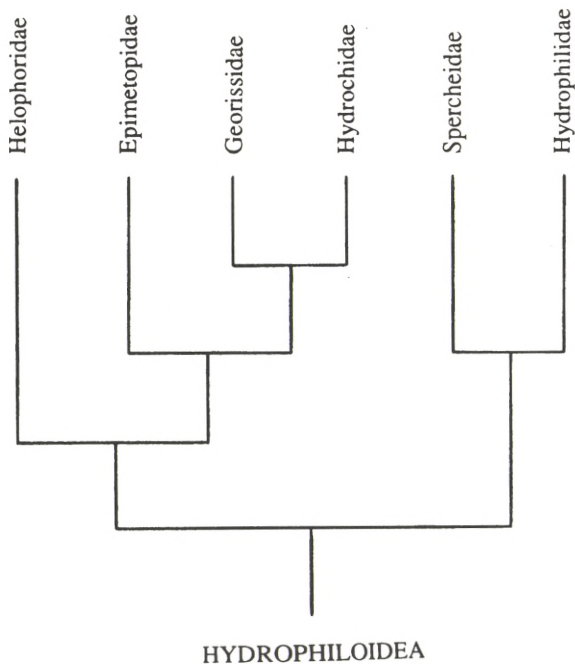 Helophoridae
Epimetopidae
Georissidae
Hydrochidae
Spercheidae
Hydrophilidae
HYDROPHILOIDEA